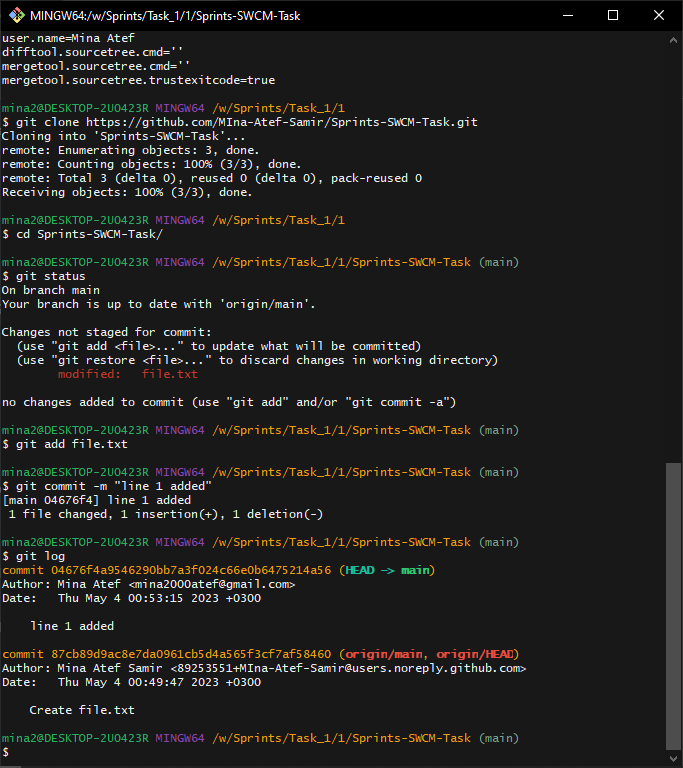 MINGW64:/w/Sprints/Task_1/1/Sprints-SWCM-Task
user.name=Mina Atef
difftool.sourcetree.cmd=''
mergetool.sourcetree.cmd=''
mergetool.sourcetree.trustexitcode=true
mina2@DESKTOP-2UO423R MINGW64 /w/Sprints/Task_1/1
$ git clone https://github.com/MIna-Atef-Samir/Sprints-SWCM-Task.git
Cloning into 'Sprints-SWCM-Task'...
remote: Enumerating objects: 3, done.
remote: Counting objects: 100% (3/3), done.
remote: Total 3 (delta 0), reused 0 (delta 0), pack-reused 0
Receiving objects: 100% (3/3), done.
mina2@DESKTOP-2UO423R MINGW64 /w/Sprints/Task_1/1
$ cd Sprints-SWCM-Task/
mina2@DESKTOP-2UO423R MINGW64 /w/Sprints/Task_1/1/Sprints-SWCM-Task (main)
$ git status
On branch main
Your branch is up to date with 'origin/main'.
Changes not staged for commit:
  (use "git add <file>..." to update what will be committed)
  (use "git restore <file>..." to discard changes in working directory)
        modified:   file.txt
no changes added to commit (use "git add" and/or "git commit -a")
mina2@DESKTOP-2UO423R MINGW64 /w/Sprints/Task_1/1/Sprints-SWCM-Task (main)
$ git add file.txt
mina2@DESKTOP-2UO423R MINGW64 /w/Sprints/Task_1/1/Sprints-SWCM-Task (main)
$ git commit -m "line 1 added"
[main 04676f4] line 1 added
 1 file changed, 1 insertion(+), 1 deletion(-)
mina2@DESKTOP-2UO423R MINGW64 /w/Sprints/Task_1/1/Sprints-SWCM-Task (main)
$ git log
commit 04676f4a9546290bb7a3f024c66e0b6475214a56 (HEAD -> main)
Author: Mina Atef <mina2000atef@gmail.com>
Date:   Thu May 4 00:53:15 2023 +0300
    line 1 added
commit 87cb89d9ac8e7da0961cb5d4a565f3cf7af58460 (origin/main, origin/HEAD)
Author: Mina Atef Samir <89253551+MIna-Atef-Samir@users.noreply.github.com>
Date:   Thu May 4 00:49:47 2023 +0300
    Create file.txt
mina2@DESKTOP-2UO423R MINGW64 /w/Sprints/Task_1/1/Sprints-SWCM-Task (main)
$